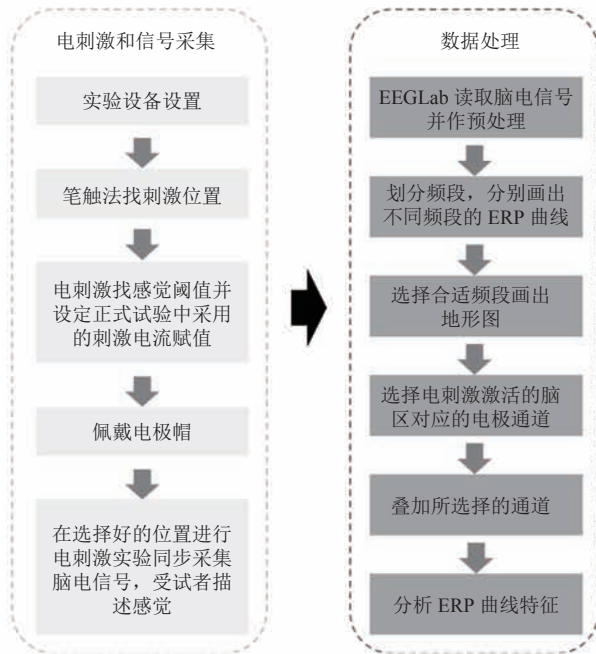 电刺激和信号采集
实验设备设置
笔触法找刺激位置
电刺激找感觉阈值并
设定正式试验中采用
的刺激电流赋值
佩戴电极帽
在选择好的位置进行
电刺激实验同步采集
脑电信号，受试者描
述感觉
数据处理
EEGLab 读取脑电信号
并作预处理
划分频段，分别画出
不同频段的 ERP 曲线
选择合适频段画出
地形图
选择电刺激激活的脑
区对应的电极通道
叠加所选择的通道
分析 ERP 曲线特征